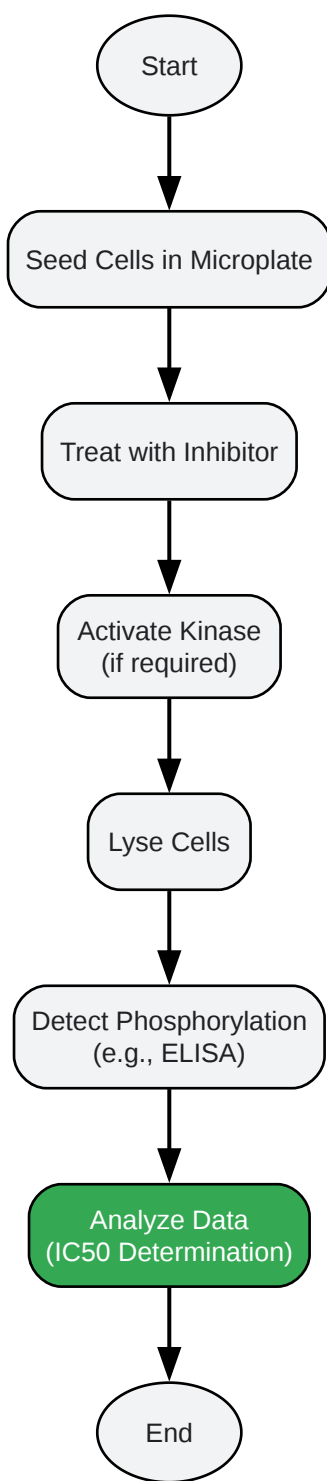 Start
Seed Cells in Microplate
Treat with Inhibitor
Activate Kinase
(if required)
Lyse Cells
Detect Phosphorylation
(e.g., ELISA)
Analyze Data
(IC50 Determination)
End